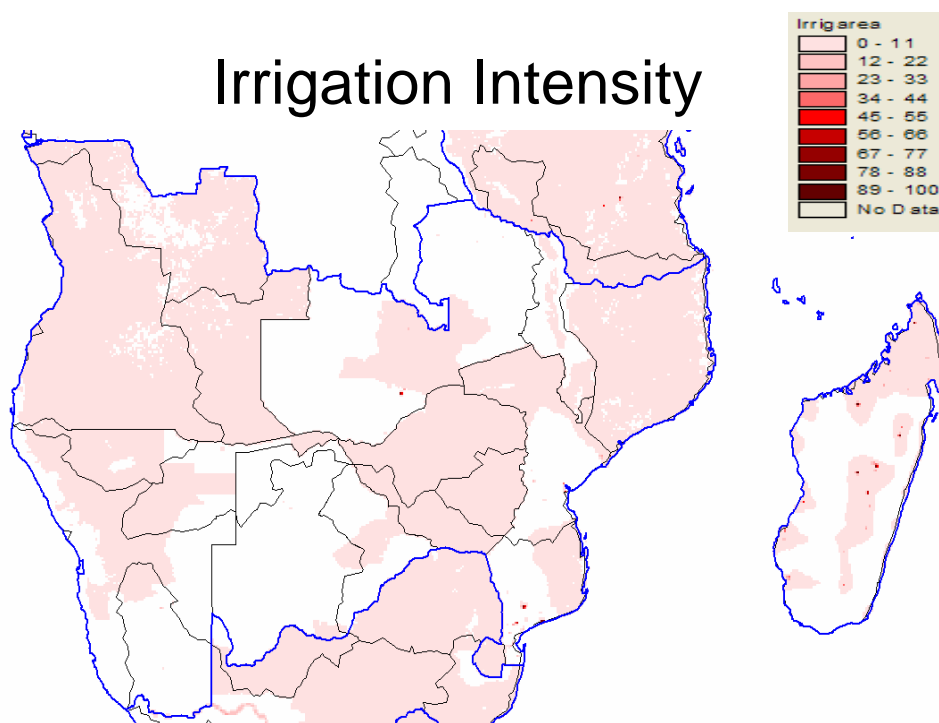 Irrigation Intensity
Irrigarea
0 - 11
12 - 22
23 - 33
34 - 44
45 - 55
56 - 66
67 - 77
78 - 88
89 - 100
No Data